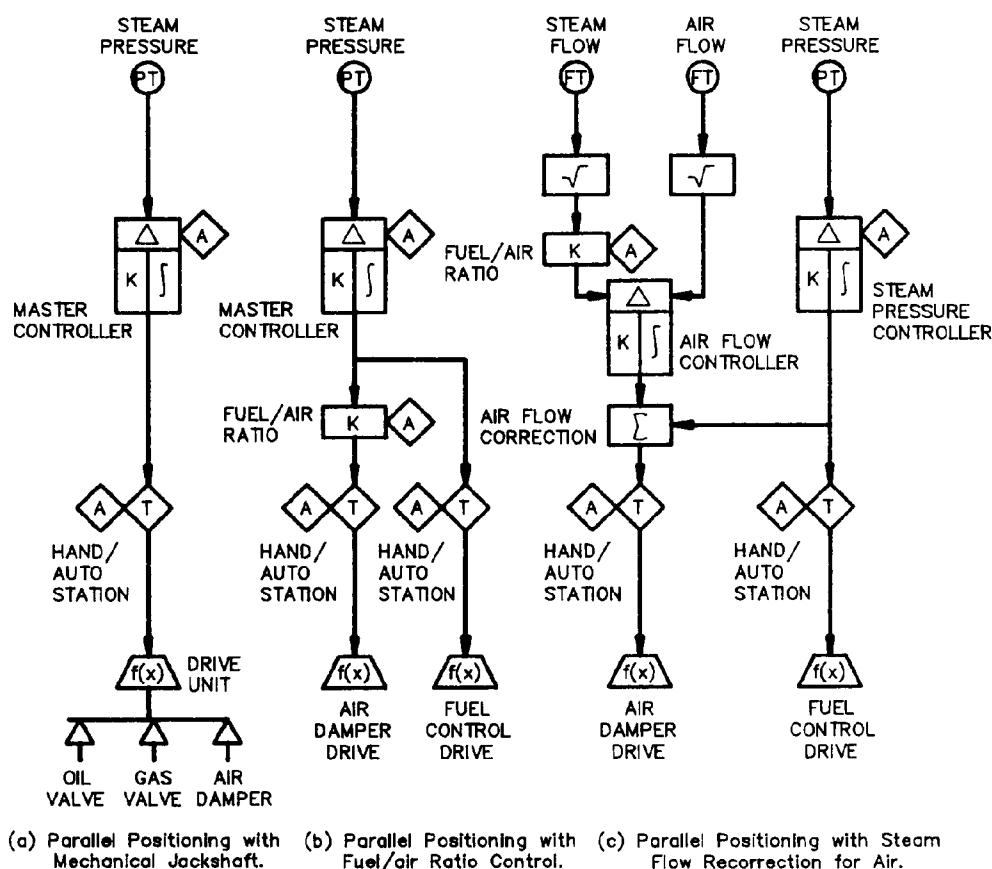 STEAM
PRESSURE
PT
A
K ∫
MASTER
CONTROLLER
A T
HAND/
AUTO
STATION
f(x)
DRIVE
UNIT
OIL
VALVE
GAS
VALVE
AIR
DAMPER
(a) Parallel Positioning with
Mechanical Jackshaft.
STEAM
PRESSURE
PT
△
A
K ∫
MASTER
CONTROLLER
FUEL/AIR
RATIO
K
A
A T
HAND/
AUTO
STATION
A T
HAND/
AUTO
STATION
f(x)
AIR
DAMPER
DRIVE
f(x)
FUEL
CONTROL
DRIVE
(b) Parallel Positioning with
Fuel/air Ratio Control.
STEAM
FLOW
FT
√
AIR
FLOW
FT
√
FUEL/AIR
RATIO
K
A
△
K ∫
AIR FLOW
CONTROLLER
AIR FLOW
CORRECTION
Σ
A T
HAND/
AUTO
STATION
f(x)
AIR
DAMPER
DRIVE
STEAM
PRESSURE
PT
△
A
K ∫
STEAM
PRESSURE
CONTROLLER
A T
HAND/
AUTO
STATION
f(x)
FUEL
CONTROL
DRIVE
(c) Parallel Positioning with Steam
Flow Recorrection for Air.